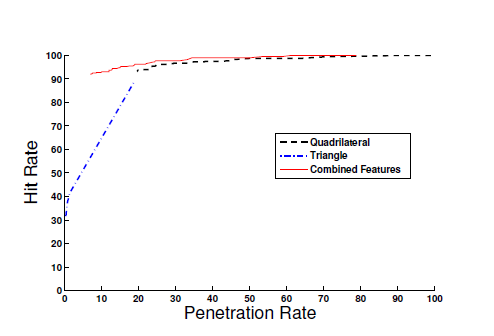 100
90
80
70
60
50
40
30
20
10
0
Hit Rate
Quadrilateral
Triangle
Combined Features
0 10 20 30 40 50 60 70 80 90 100
Penetration Rate